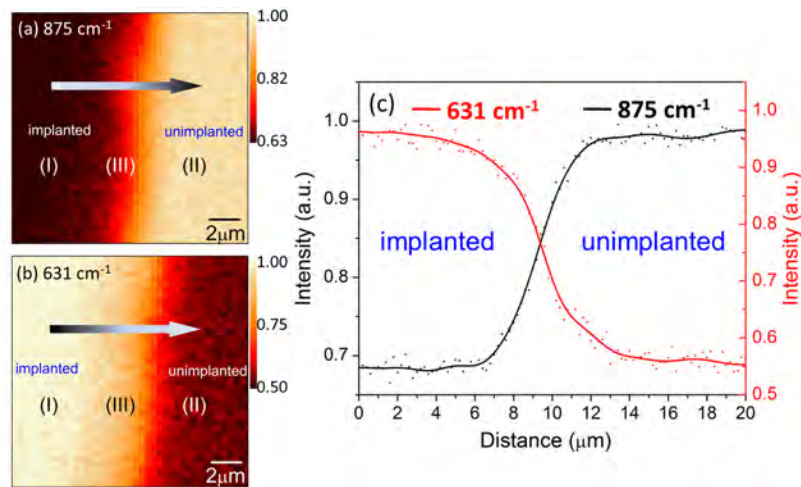 (a) 875 cm⁻¹
1.00
0.82
0.63
implanted
unimplanted
(I)
(III)
(II)
2μm
(b) 631 cm⁻¹
1.00
0.75
0.50
implanted
unimplanted
(I)
(III)
(II)
2μm
(c)
631 cm⁻¹
875 cm⁻¹
Intensity (a.u.)
1.0
0.9
0.8
0.7
implanted
unimplanted
1.0
0.9
0.8
0.7
0.6
0.5
Intensity (a.u.)
0 2 4 6 8 10 12 14 16 18 20
Distance (μm)